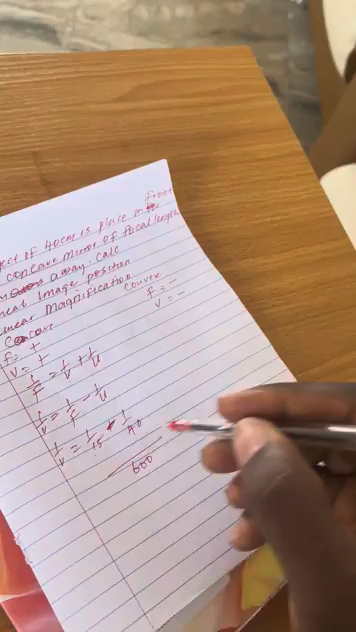 ject of 40cm is place in front
concave mirror of focal length
away. calc
Image position
linear Magnification
Concave
Convex
f = +
f = -
v = +
v = -
1/f = 1/v + 1/u
1/v = 1/f - 1/u
1/v = 1/15 - 1/40
600